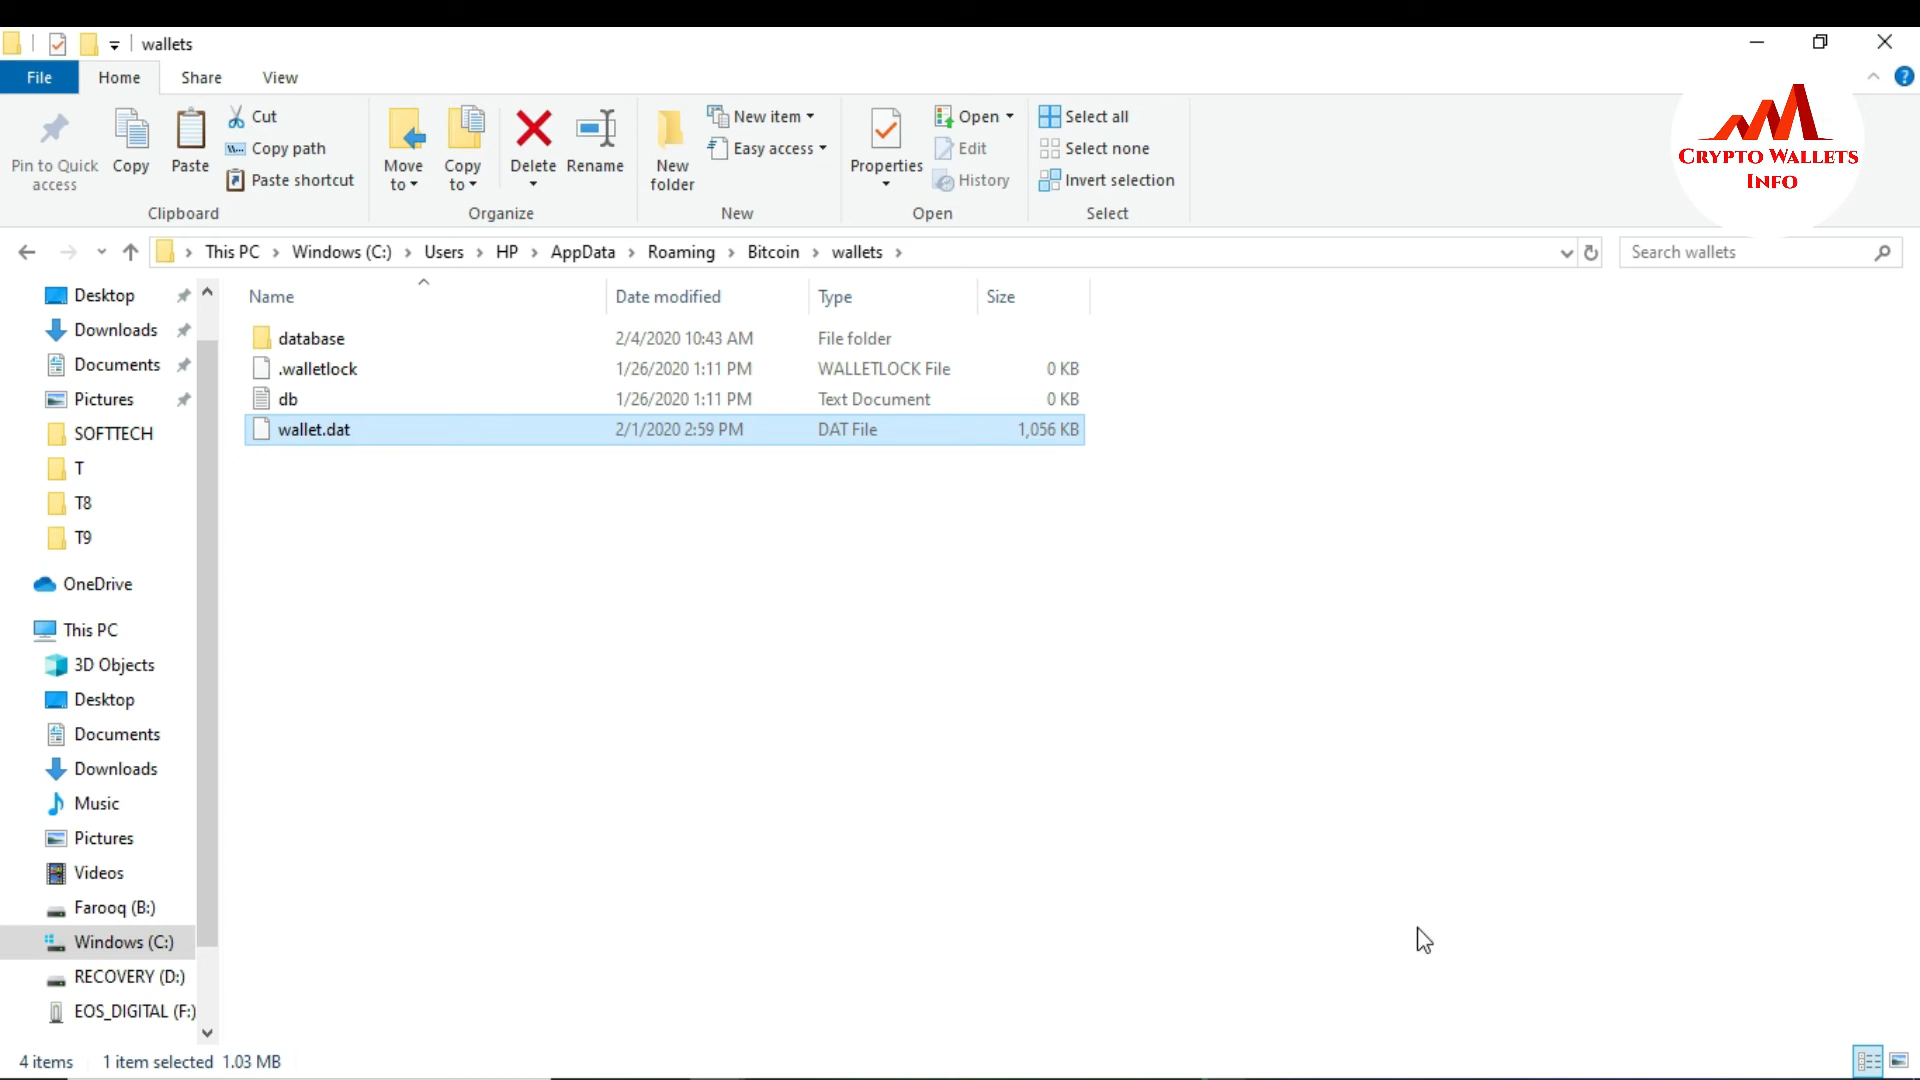 wallets
File Home Share View
Pin to Quick access
Copy
Paste
Cut
Copy path
Paste shortcut
Clipboard
Move to
Copy to
Delete
Rename
Organize
New folder
New item
Easy access
New
Properties
Open
Edit
History
Open
Select all
Select none
Invert selection
Select
Crypto Wallets
Info
This PC Windows (C:) Users HP AppData Roaming Bitcoin wallets
Search wallets
Name Date modified Type Size
database 2/4/2020 10:43 AM File folder
.walletlock 1/26/2020 1:11 PM WALLETLOCK File 0 KB
db 1/26/2020 1:11 PM Text Document 0 KB
wallet.dat 2/1/2020 2:59 PM DAT File 1,056 KB
Desktop
Downloads
Documents
Pictures
SOFTTECH
T
T8
T9
OneDrive
This PC
3D Objects
Desktop
Documents
Downloads
Music
Pictures
Videos
Farooq (B:)
Windows (C:)
RECOVERY (D:)
EOS_DIGITAL (F:)
4 items 1 item selected 1.03 MB